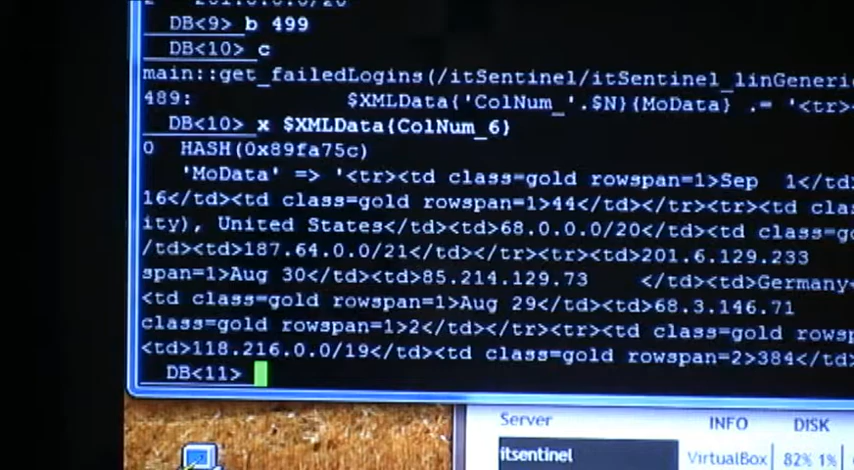 DB<9> b 499
DB<10> c
main::get_failedLogins(/itSentinel/itSentinel_linGeneric
489: $XMLData{'ColNum_'.$N}{MoData} .= '<tr>
DB<10> x $XMLData{ColNum_6}
0 HASH(0x89fa75c)
'MoData' => '<tr><td class=gold rowspan=1>Sep 1</td>
16</td><td class=gold rowspan=1>44</td></tr><tr><td clas
ity), United States</td><td>68.0.0.0/20</td><td class=go
/td><td>187.64.0.0/21</td></tr><tr><td>201.6.129.233
span=1>Aug 30</td><td>85.214.129.73 </td><td>Germany
<td class=gold rowspan=1>Aug 29</td><td>68.3.146.71
class=gold rowspan=1>2</td></tr><tr><td class=gold rowsp
<td>118.216.0.0/19</td><td class=gold rowspan=2>384</td>
DB<11>
Server INFO DISK
itsentinel VirtualBox 82% 1%